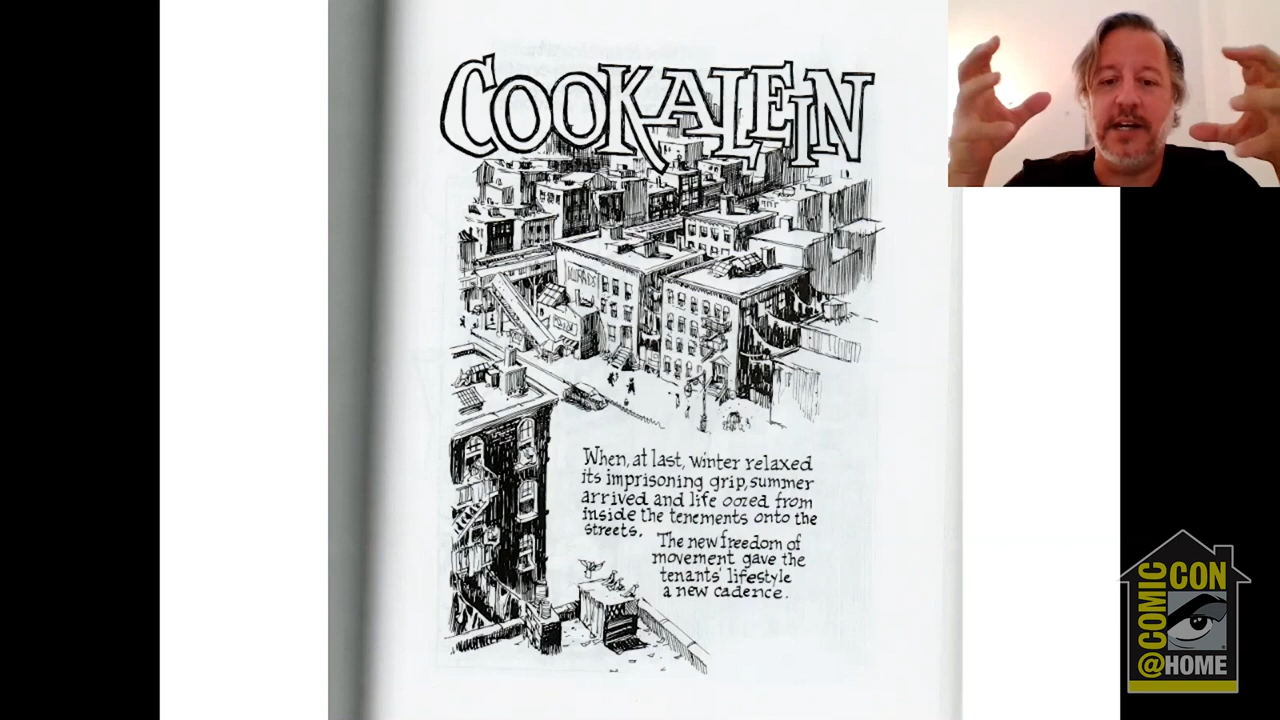 COOKALEIN
When, at last, winter relaxed
its imprisoning grip, summer
arrived and life oozed from
inside the tenements onto the
streets.
The new freedom of
movement gave the
tenants' lifestyle
a new cadence.
COMIC
CON
@HOME